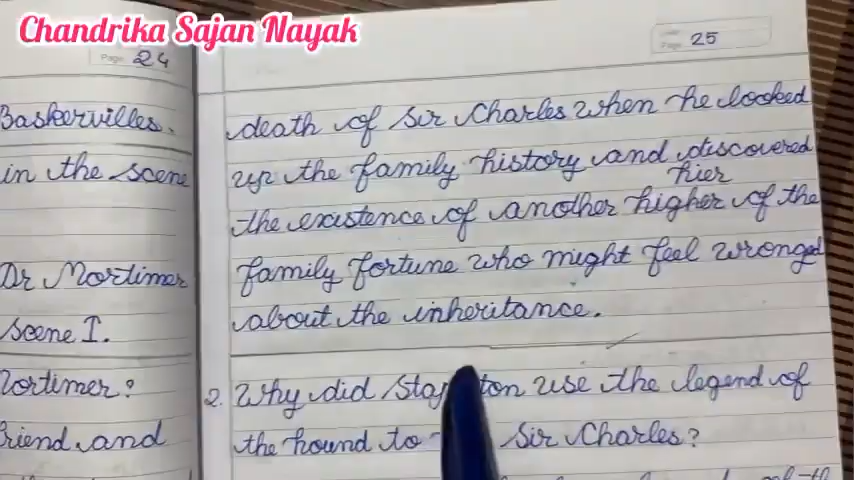 Chandrika Sajan Nayak
Page 24
Baskervilles.
in the scene
Dr Mortimer
Scene I.
Mortimer?
friend and
Page 25
death of Sir Charles when he looked
up the family history and discovered
hier
the existence of another higher of the
family fortune who might feel wronged
about the inheritance.
2. Why did use the legend of
the hound to Sir Charles?